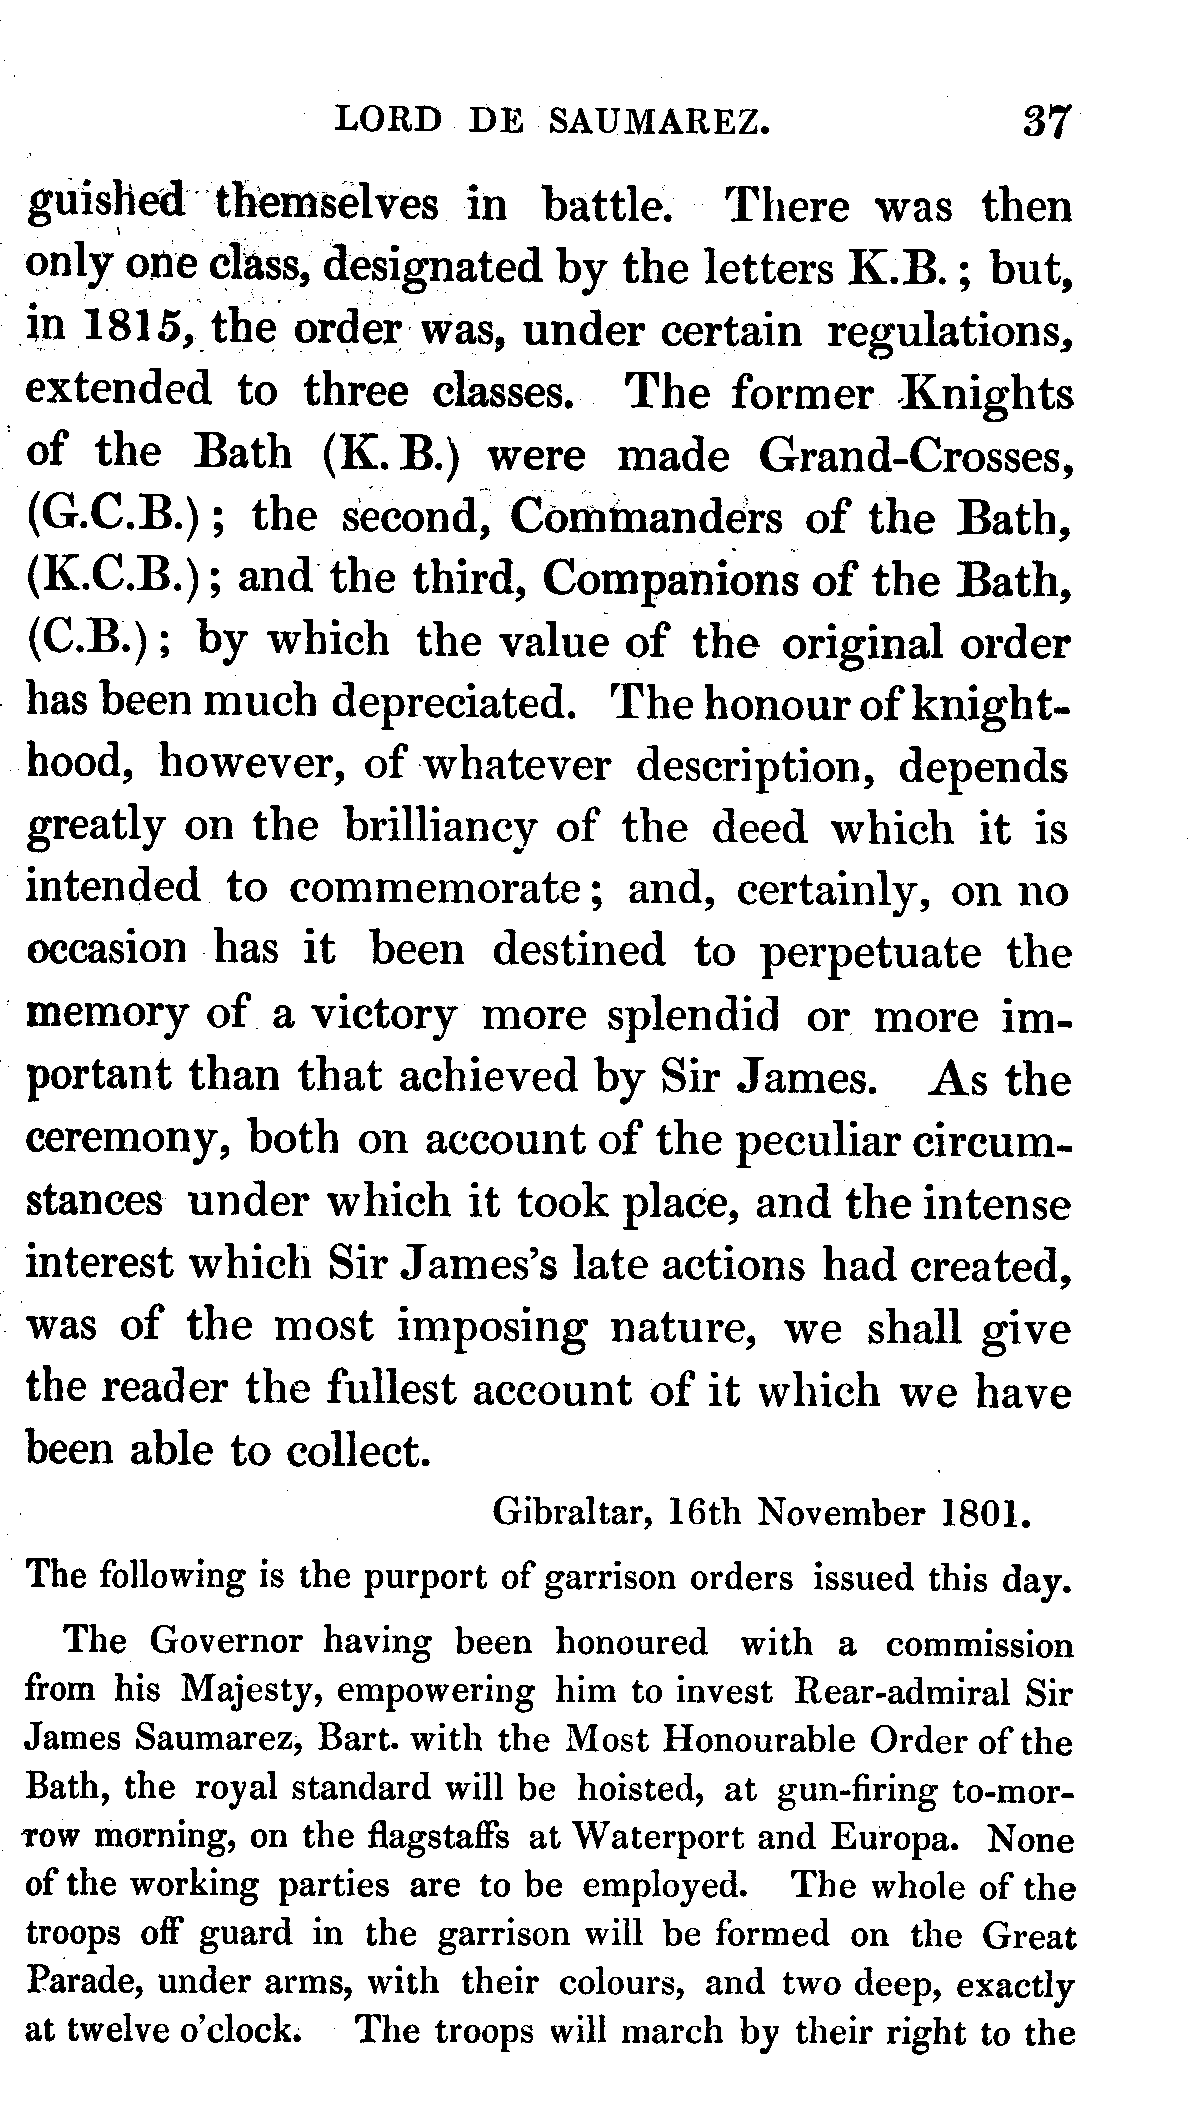 LORD DE SAUMAREZ. 37
guished themselves in battle. There was then
only one class, designated by the letters K.B.; but,
in 1815, the order was, under certain regulations,
extended to three classes. The former Knights
of the Bath (K. B.) were made Grand-Crosses,
(G.C.B.); the second, Commanders of the Bath,
(K.C.B.); and the third, Companions of the Bath,
(C.B.); by which the value of the original order
has been much depreciated. The honour of knight-
hood, however, of whatever description, depends
greatly on the brilliancy of the deed which it is
intended to commemorate; and, certainly, on no
occasion has it been destined to perpetuate the
memory of a victory more splendid or more im-
portant than that achieved by Sir James. As the
ceremony, both on account of the peculiar circum-
stances under which it took place, and the intense
interest which Sir James's late actions had created,
was of the most imposing nature, we shall give
the reader the fullest account of it which we have
been able to collect.
Gibraltar, 16th November 1801.
The following is the purport of garrison orders issued this day.
The Governor having been honoured with a commission
from his Majesty, empowering him to invest Rear-admiral Sir
James Saumarez, Bart. with the Most Honourable Order of the
Bath, the royal standard will be hoisted, at gun-firing to-mor-
row morning, on the flagstaffs at Waterport and Europa. None
of the working parties are to be employed. The whole of the
troops off guard in the garrison will be formed on the Great
Parade, under arms, with their colours, and two deep, exactly
at twelve o'clock. The troops will march by their right to the